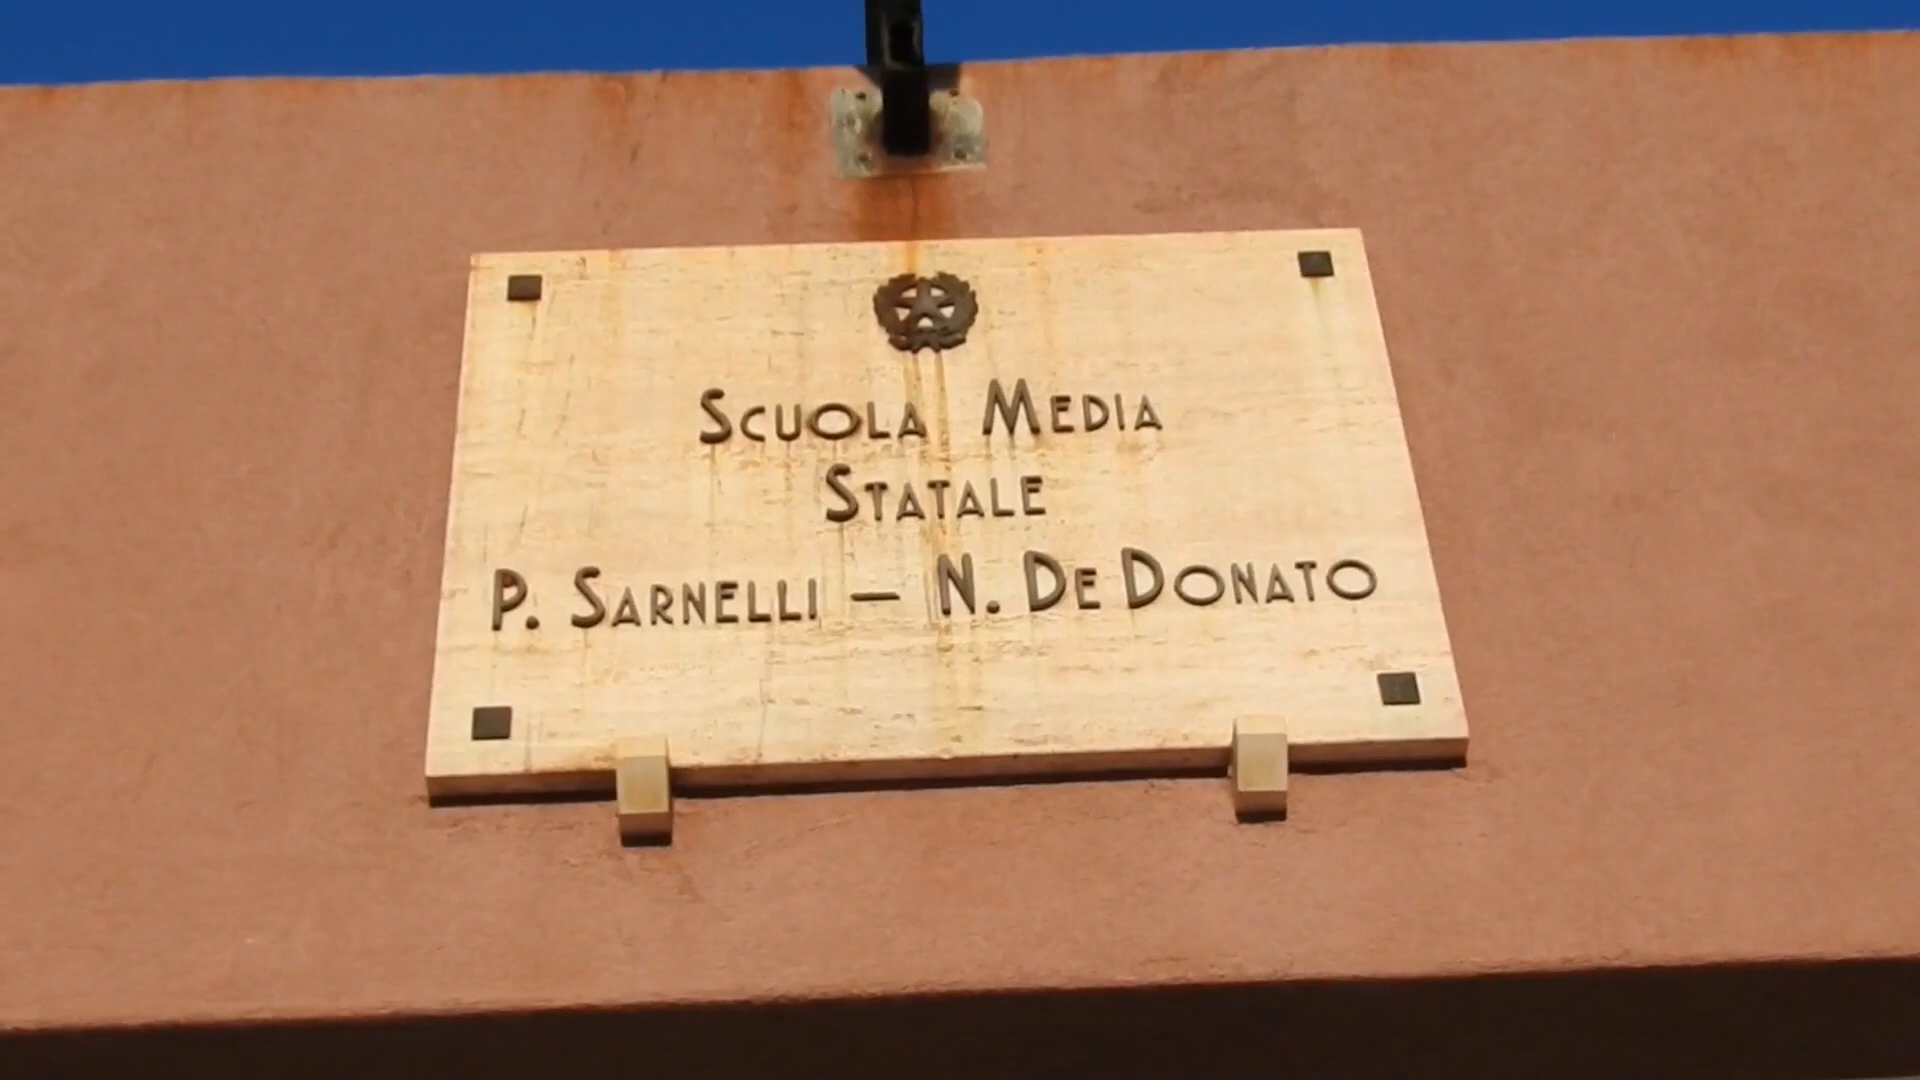 Scuola Media
Statale
P. Sarnelli – N. De Donato